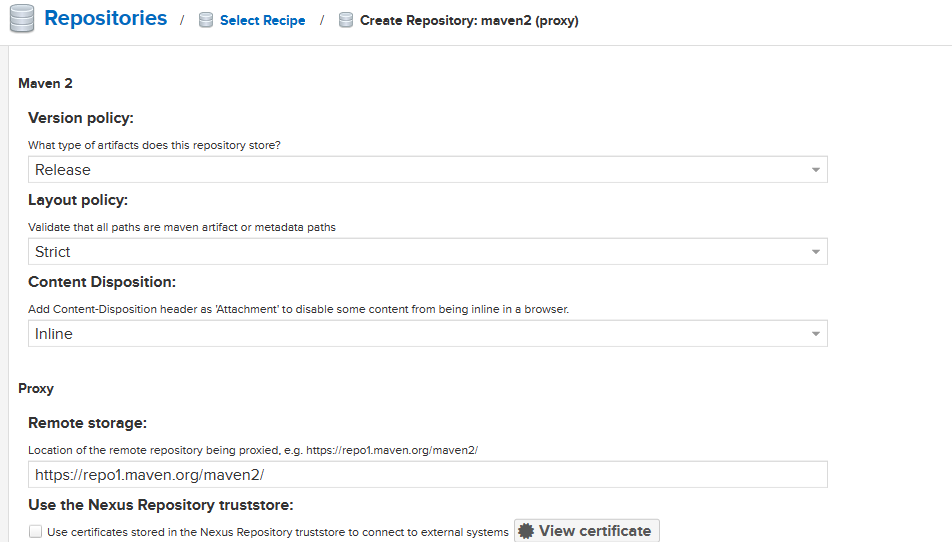 Repositories / Select Recipe / Create Repository: maven2 (proxy)
Maven 2
Version policy:
What type of artifacts does this repository store?
Release
Layout policy:
Validate that all paths are maven artifact or metadata paths
Strict
Content Disposition:
Add Content-Disposition header as 'Attachment' to disable some content from being inline in a browser.
Inline
Proxy
Remote storage:
Location of the remote repository being proxied, e.g. https://repo1.maven.org/maven2/
https://repo1.maven.org/maven2/
Use the Nexus Repository truststore:
Use certificates stored in the Nexus Repository truststore to connect to external systems View certificate